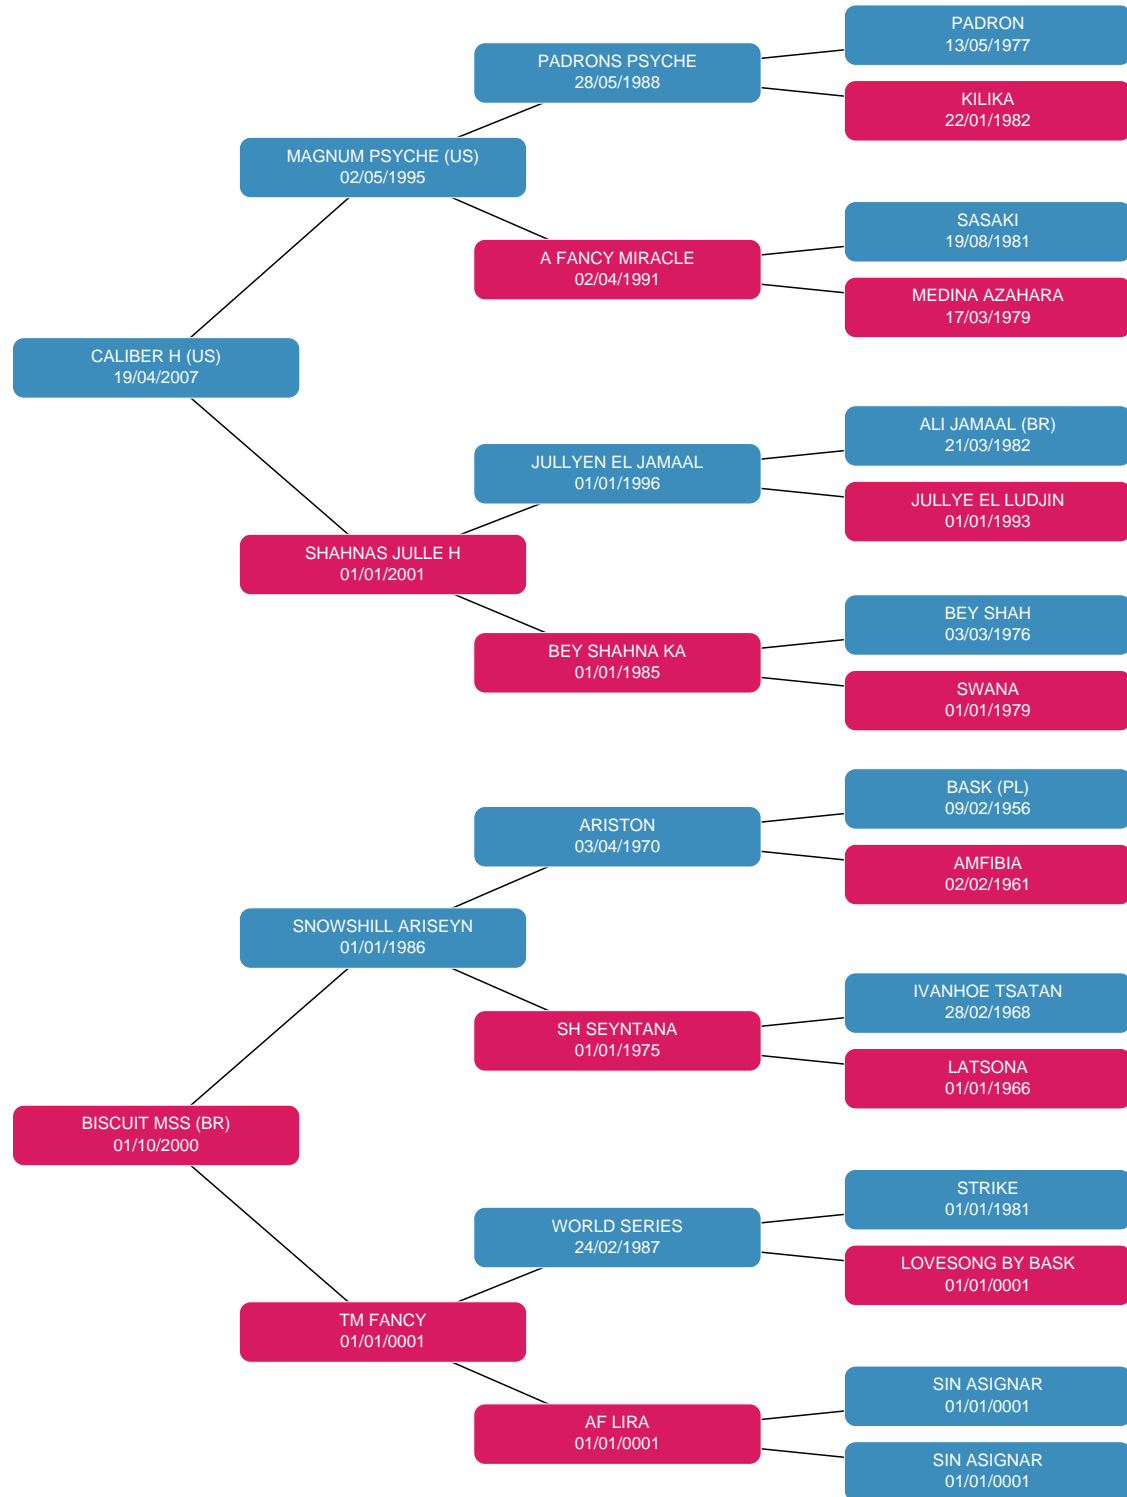 PADRON
13/05/1977
PADRONS PSYCHE
28/05/1988
KILIKA
22/01/1982
MAGNUM PSYCHE (US)
02/05/1995
SASAKI
19/08/1981
A FANCY MIRACLE
02/04/1991
MEDINA AZAHARA
17/03/1979
CALIBER H (US)
19/04/2007
ALI JAMAAL (BR)
21/03/1982
JULLYEN EL JAMAAL
01/01/1996
JULLYE EL LUDJIN
01/01/1993
SHAHNAS JULLE H
01/01/2001
BEY SHAH
03/03/1976
BEY SHAHNA KA
01/01/1985
SWANA
01/01/1979
BASK (PL)
09/02/1956
ARISTON
03/04/1970
AMFIBIA
02/02/1961
SNOWSHILL ARISEYN
01/01/1986
IVANHOE TSATAN
28/02/1968
SH SEYNTANA
01/01/1975
LATSONA
01/01/1966
BISCUIT MSS (BR)
01/10/2000
STRIKE
01/01/1981
WORLD SERIES
24/02/1987
LOVESONG BY BASK
01/01/0001
TM FANCY
01/01/0001
SIN ASIGNAR
01/01/0001
AF LIRA
01/01/0001
SIN ASIGNAR
01/01/0001